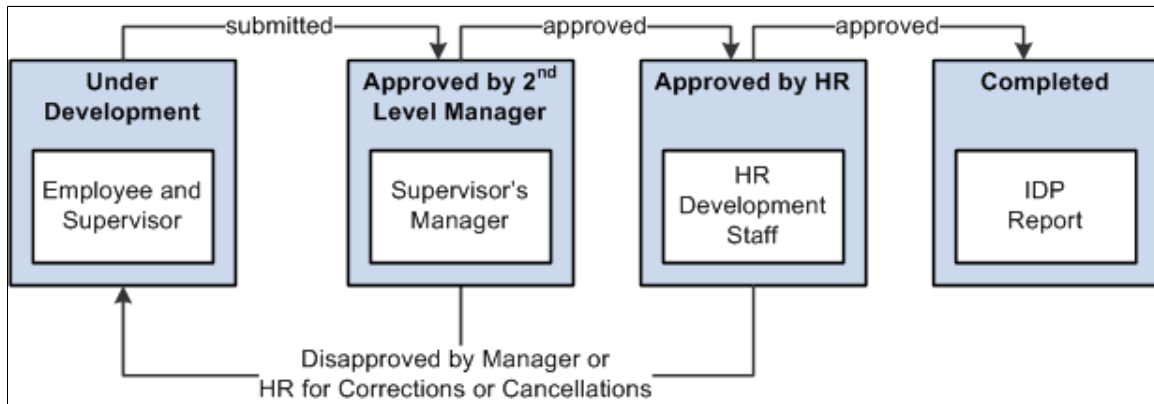 submitted
approved
approved
Under
Development
Approved by 2nd
Level Manager
Approved by HR
Completed
Employee and
Supervisor
Supervisor's
Manager
HR
Development
Staff
IDP
Report
Disapproved by Manager or
HR for Corrections or Cancellations